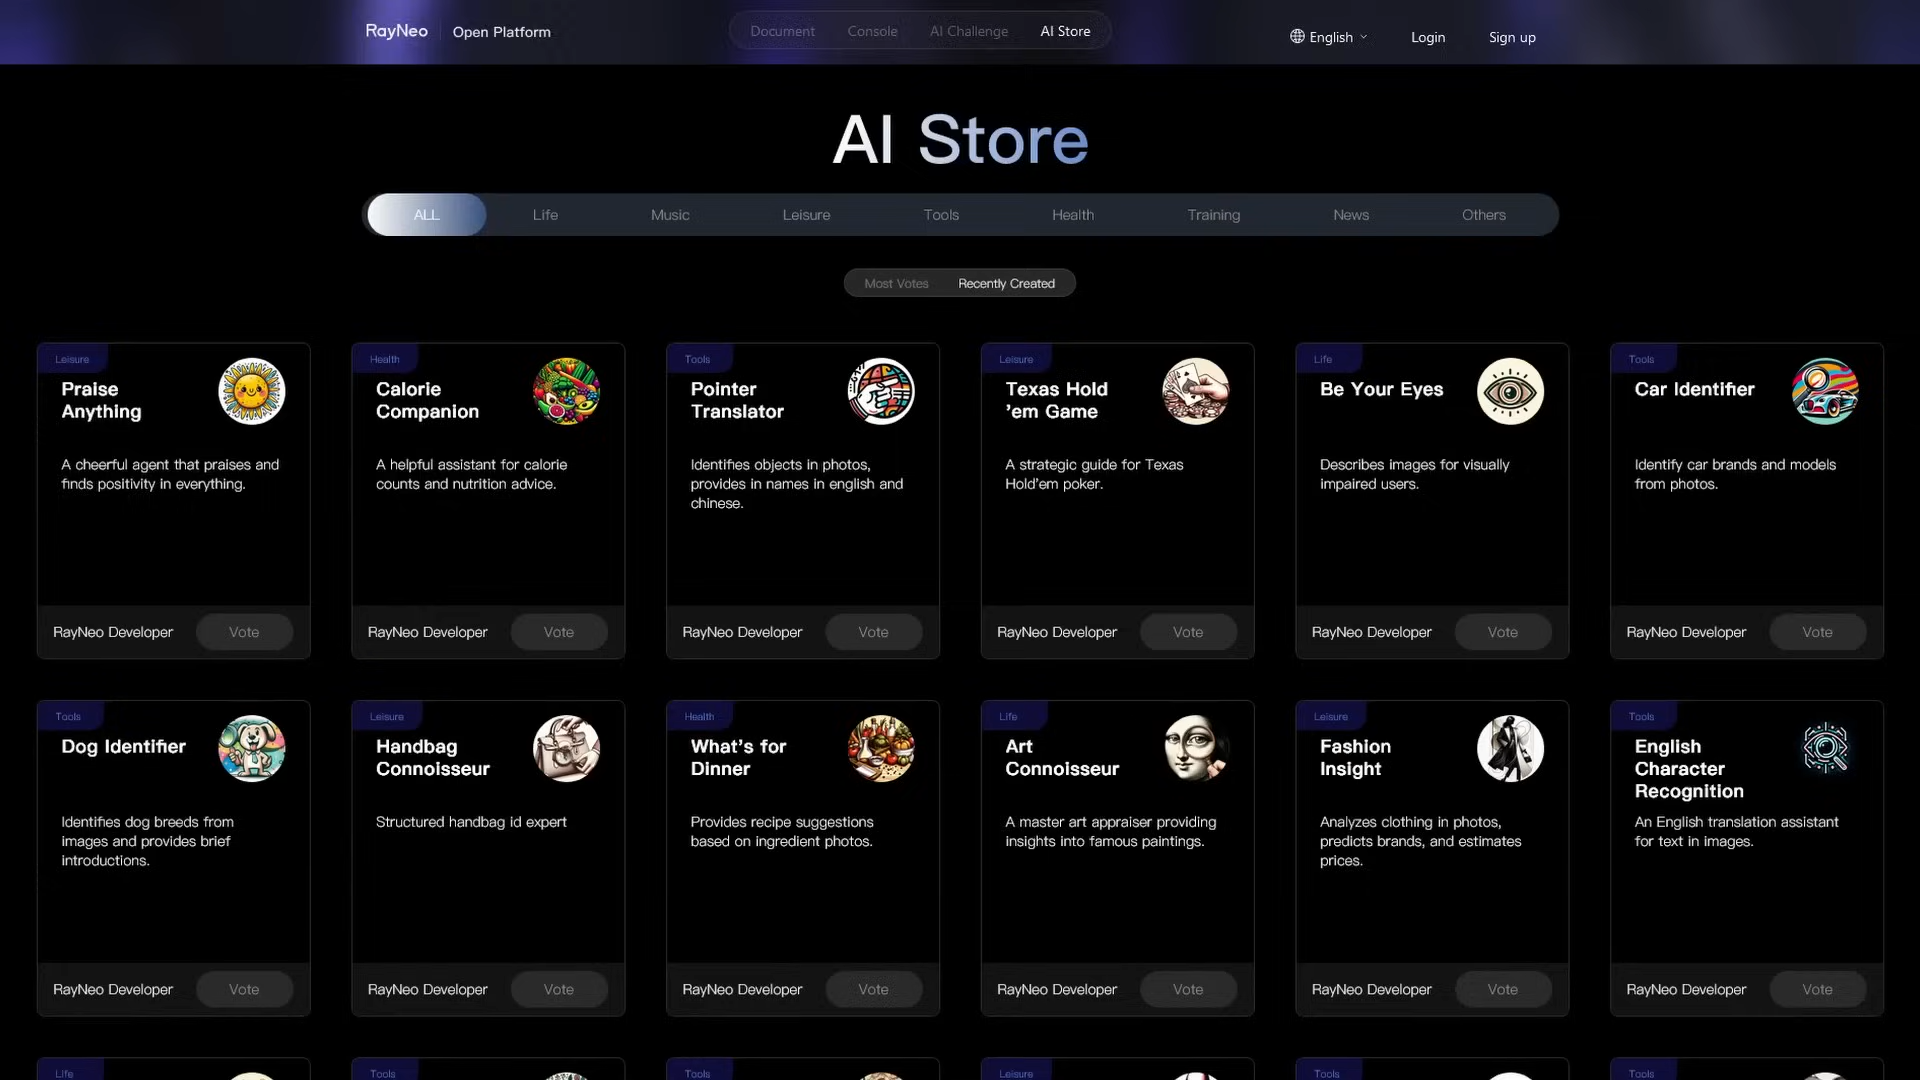 RayNeo
Open Platform
Document
Console
AI Challenge
AI Store
English
Login
Sign up
AI Store
ALL
Life
Music
Leisure
Tools
Health
Training
News
Others
Most Votes
Recently Created
Leisure
Praise
Anything
A cheerful agent that praises and
finds positivity in everything.
RayNeo Developer
Vote
Health
Calorie
Companion
A helpful assistant for calorie
counts and nutrition advice.
RayNeo Developer
Vote
Tools
Pointer
Translator
Identifies objects in photos,
provides in names in english and
chinese.
RayNeo Developer
Vote
Leisure
Texas Hold
'em Game
A strategic guide for Texas
Hold'em poker.
RayNeo Developer
Vote
Life
Be Your Eyes
Describes images for visually
impaired users.
RayNeo Developer
Vote
Tools
Car Identifier
Identify car brands and models
from photos.
RayNeo Developer
Vote
Tools
Dog Identifier
Identifies dog breeds from
images and provides brief
introductions.
RayNeo Developer
Vote
Leisure
Handbag
Connoisseur
Structured handbag id expert
RayNeo Developer
Vote
Health
What's for
Dinner
Provides recipe suggestions
based on ingredient photos.
RayNeo Developer
Vote
Life
Art
Connoisseur
A master art appraiser providing
insights into famous paintings.
RayNeo Developer
Vote
Leisure
Fashion
Insight
Analyzes clothing in photos,
predicts brands, and estimates
prices.
RayNeo Developer
Vote
Tools
English
Character
Recognition
An English translation assistant
for text in images.
RayNeo Developer
Vote
Life
Tools
Tools
Leisure
Tools
Tools